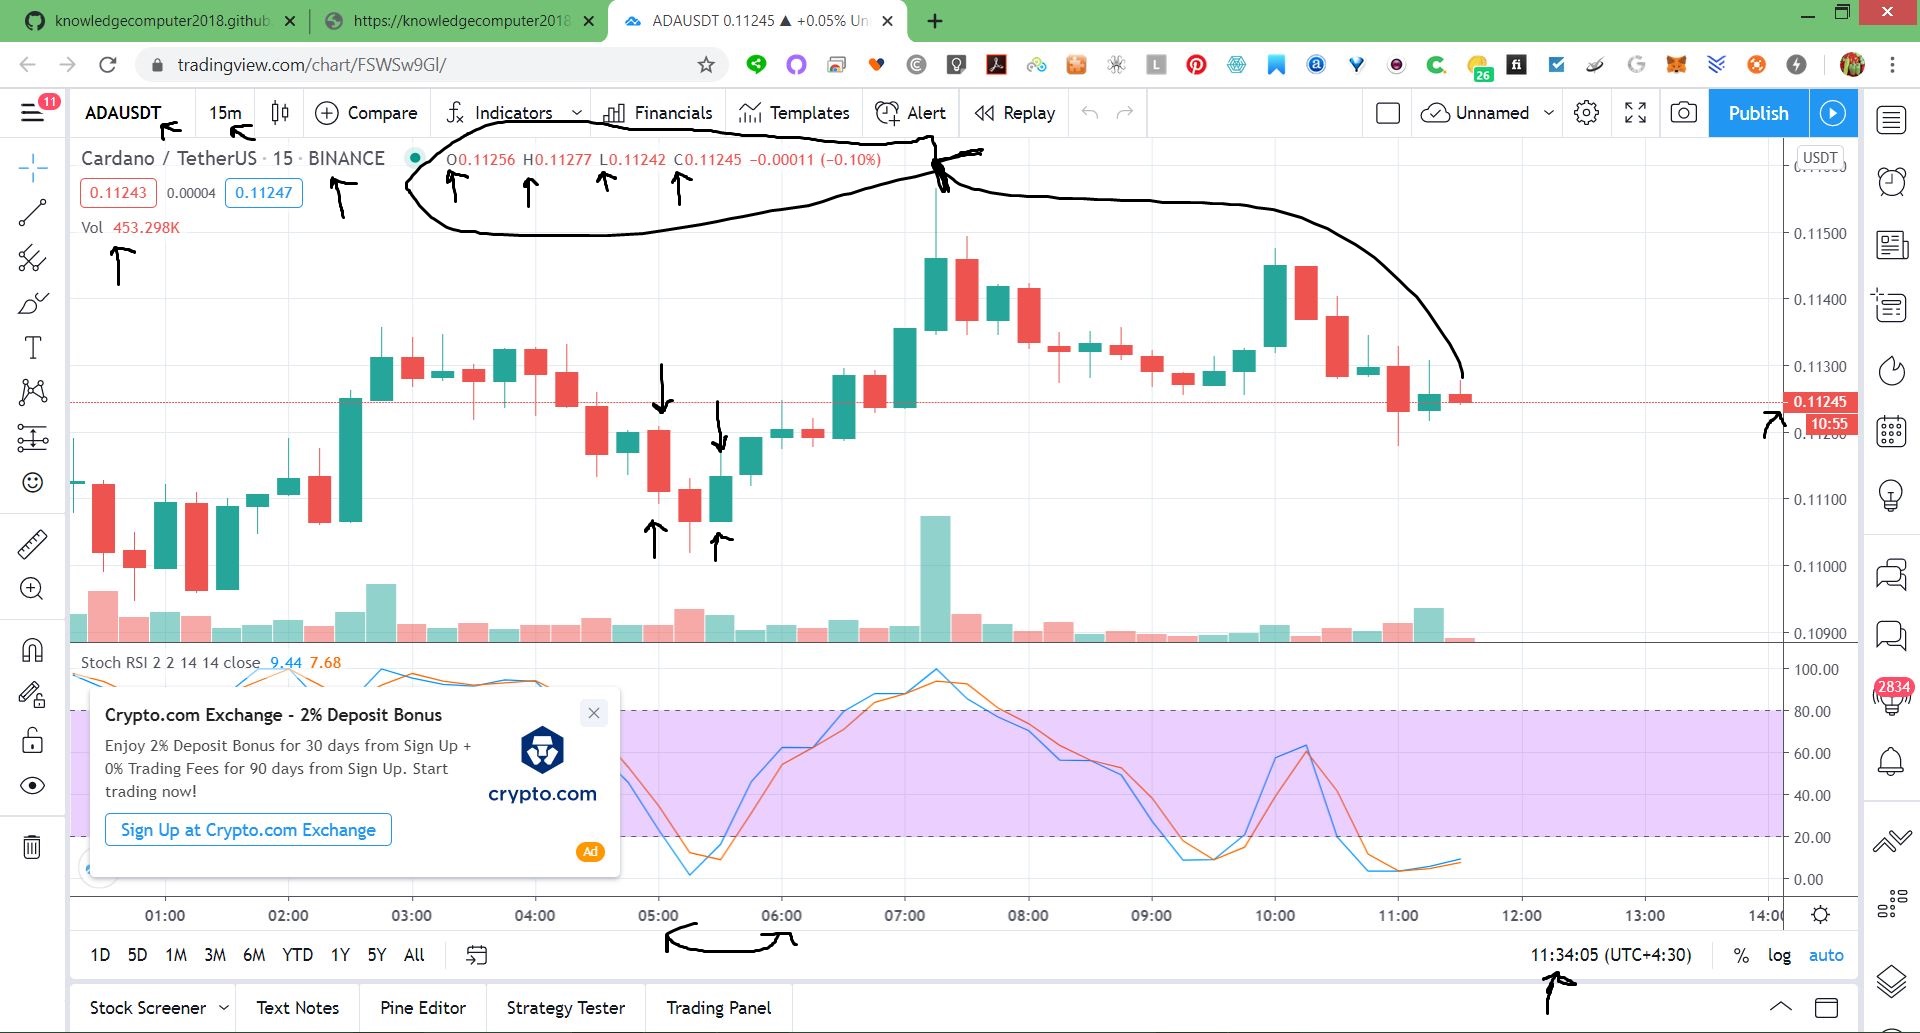 knowledgecomputer2018.github.
https://knowledgecomputer2018
ADAUSDT 0.11245 ▲ +0.05% Un
tradingview.com/chart/FSWSw9Gl/
26
11
ADAUSDT 15m Compare Indicators Financials Templates Alert Replay Unnamed Publish
Cardano / TetherUS · 15 · BINANCE O0.11256 H0.11277 L0.11242 C0.11245 −0.00011 (−0.10%)
USDT
0.11243 0.00004 0.11247
Vol 453.298K
0.11500
0.11400
0.11300
0.11245
10:55
0.11200
0.11100
0.11000
0.10900
Stoch RSI 2 2 14 14 close 9.44 7.68
100.00
80.00
60.00
40.00
20.00
0.00
2834
Crypto.com Exchange - 2% Deposit Bonus
Enjoy 2% Deposit Bonus for 30 days from Sign Up +
0% Trading Fees for 90 days from Sign Up. Start
trading now!
crypto.com
Sign Up at Crypto.com Exchange
Ad
01:00 02:00 03:00 04:00 05:00 06:00 07:00 08:00 09:00 10:00 11:00 12:00 13:00 14:00
1D 5D 1M 3M 6M YTD 1Y 5Y All 11:34:05 (UTC+4:30) % log auto
Stock Screener Text Notes Pine Editor Strategy Tester Trading Panel